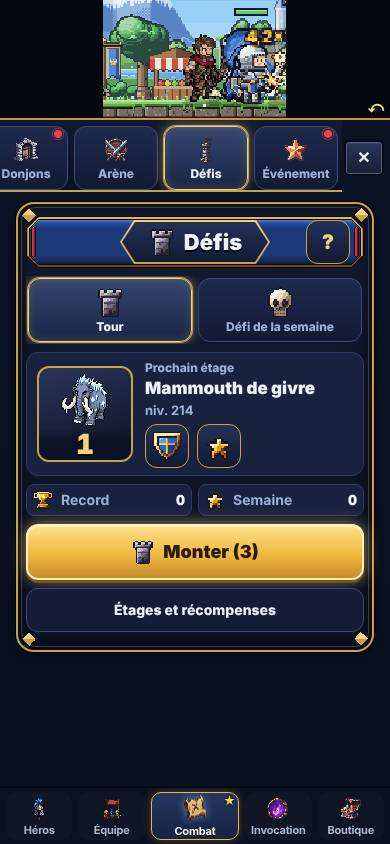 Donjons
Arène
Défis
Événement
×
Défis
?
Tour
Défi de la semaine
Prochain étage
Mammouth de givre
niv. 214
1
Record 0
Semaine 0
Monter (3)
Étages et récompenses
Héros
Équipe
Combat
Invocation
Boutique